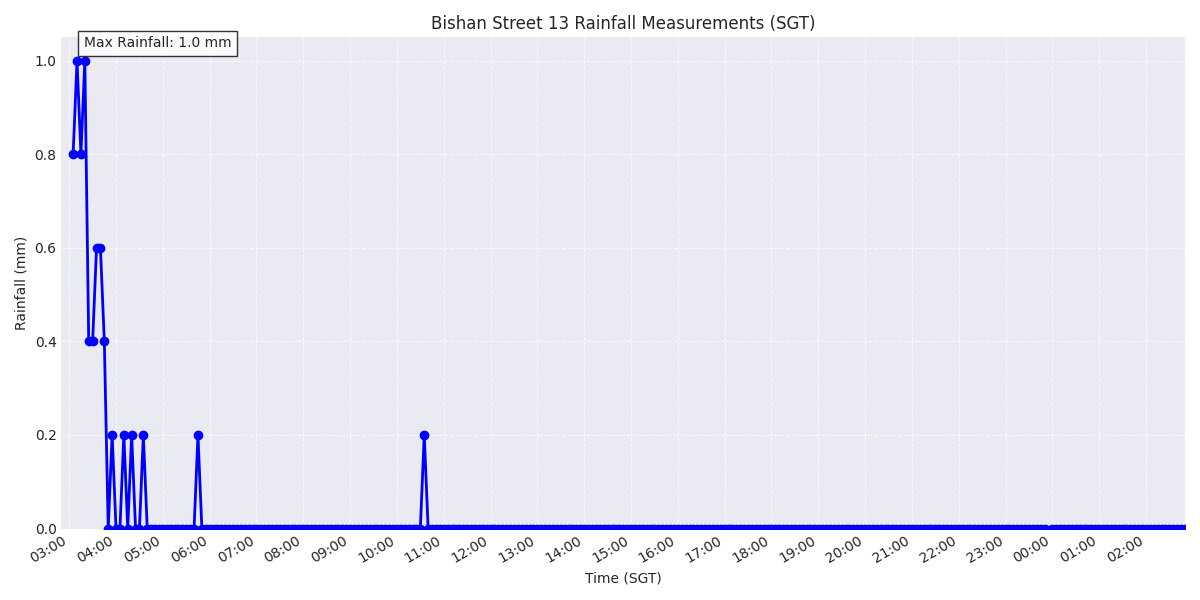 Bishan Street 13 Rainfall Measurements (SGT)
Max Rainfall: 1.0 mm
1.0
0.8
0.6
0.4
0.2
0.0
Rainfall (mm)
03:00 04:00 05:00 06:00 07:00 08:00 09:00 10:00 11:00 12:00 13:00 14:00 15:00 16:00 17:00 18:00 19:00 20:00 21:00 22:00 23:00 00:00 01:00 02:00
Time (SGT)